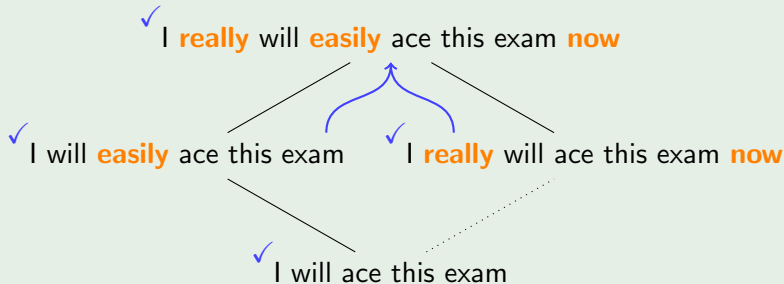 ✓I really will easily ace this exam now
✓I will easily ace this exam
✓I really will ace this exam now
✓I will ace this exam